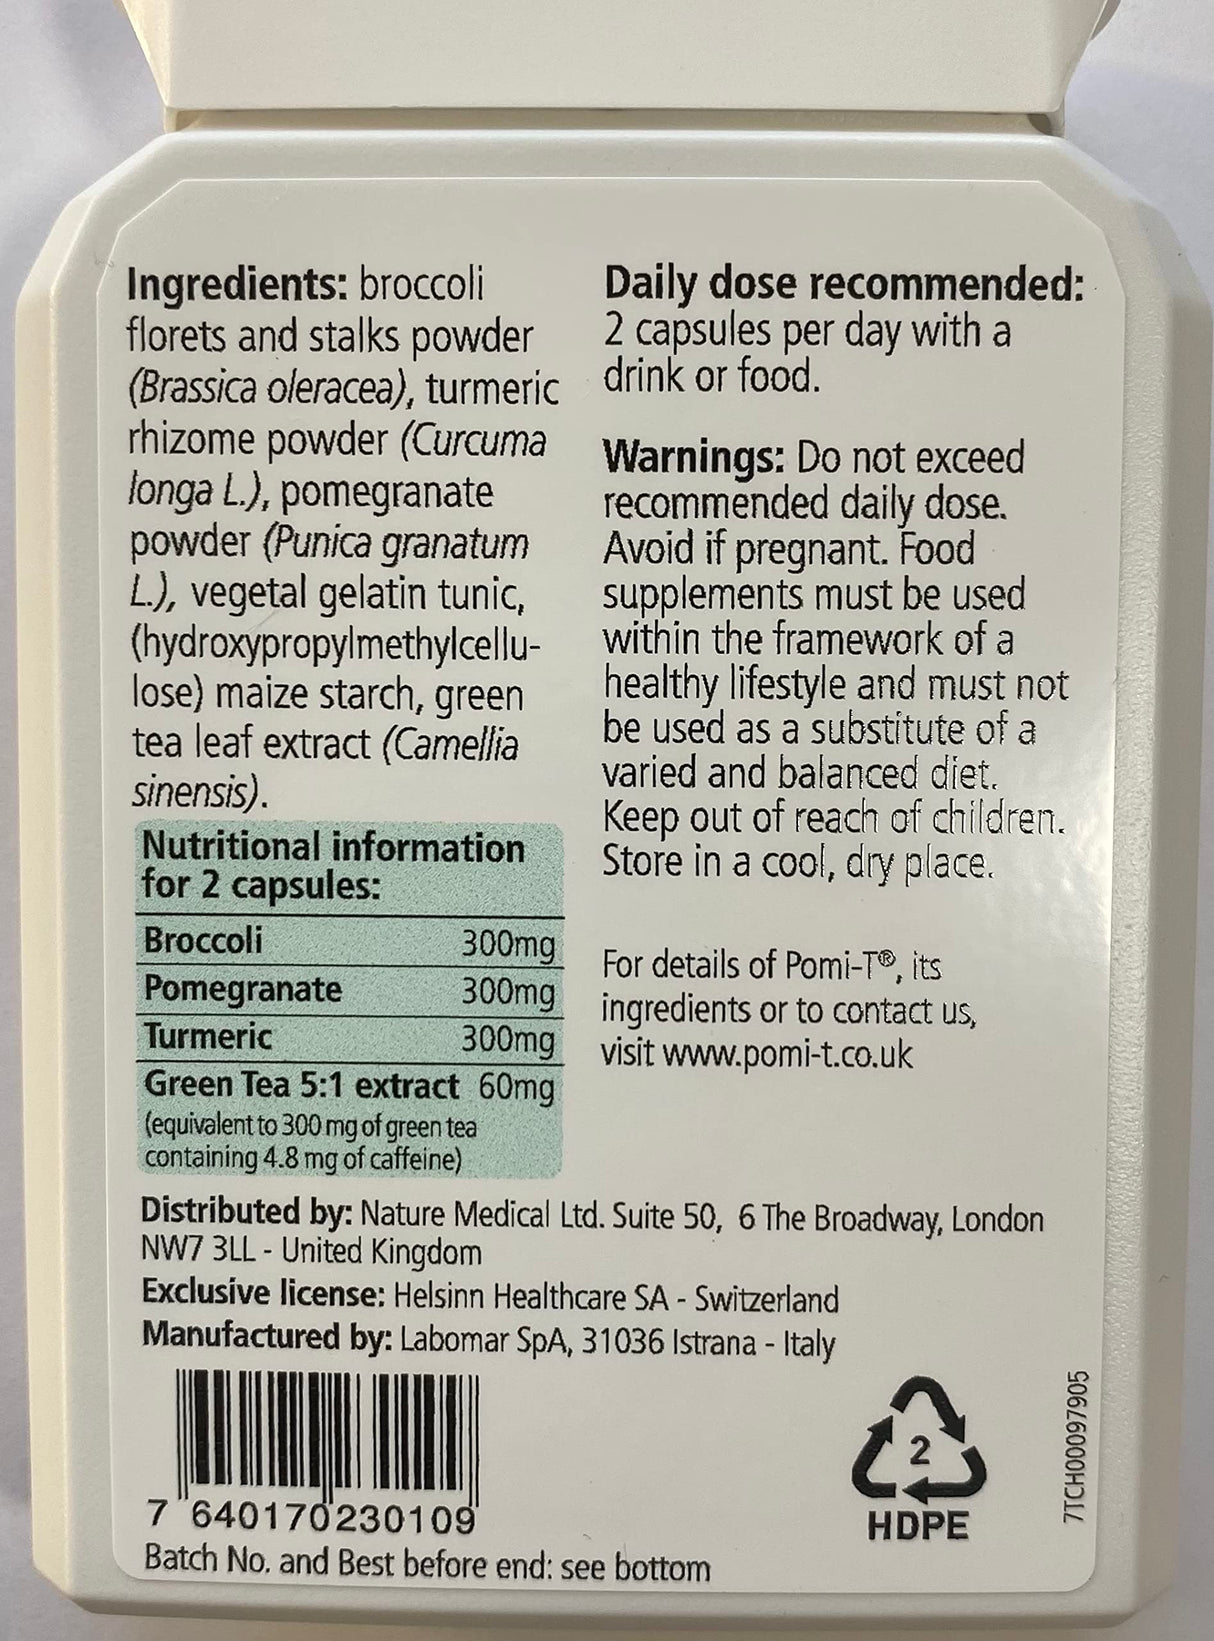 Ingredients: broccoli
florets and stalks powder
(Brassica oleracea), turmeric
rhizome powder (Curcuma
longa L.), pomegranate
powder (Punica granatum
L.), vegetal gelatin tunic,
(hydroxypropylmethylcellu-
lose) maize starch, green
tea leaf extract (Camellia
sinensis).
Nutritional information
for 2 capsules:
Broccoli 300mg
Pomegranate 300mg
Turmeric 300mg
Green Tea 5:1 extract 60mg
(equivalent to 300 mg of green tea
containing 4.8 mg of caffeine)
Daily dose recommended:
2 capsules per day with a
drink or food.
Warnings: Do not exceed
recommended daily dose.
Avoid if pregnant. Food
supplements must be used
within the framework of a
healthy lifestyle and must not
be used as a substitute of a
varied and balanced diet.
Keep out of reach of children.
Store in a cool, dry place.
For details of Pomi-T®, its
ingredients or to contact us,
visit www.pomi-t.co.uk
Distributed by: Nature Medical Ltd. Suite 50, 6 The Broadway, London
NW7 3LL - United Kingdom
Exclusive license: Helsinn Healthcare SA - Switzerland
Manufactured by: Labomar SpA, 31036 Istrana - Italy
7 640170230109
Batch No. and Best before end: see bottom
2
HDPE
7TCH00097905